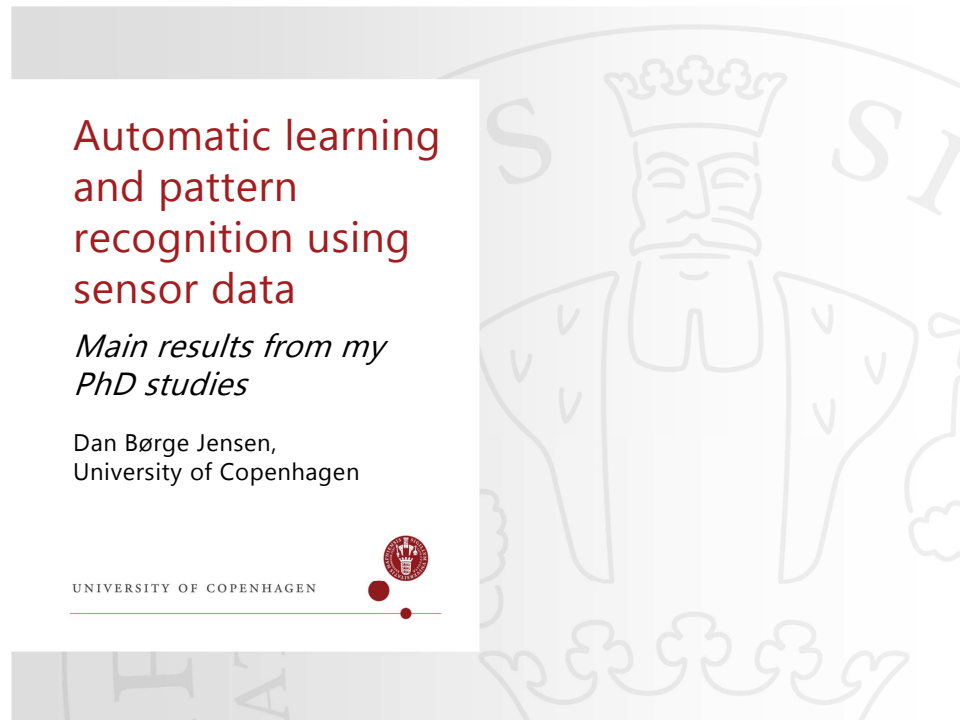 Automatic learning
and pattern
recognition using
sensor data
Main results from my
PhD studies
Dan Børge Jensen,
University of Copenhagen
UNIVERSITY OF COPENHAGEN
S
S
I